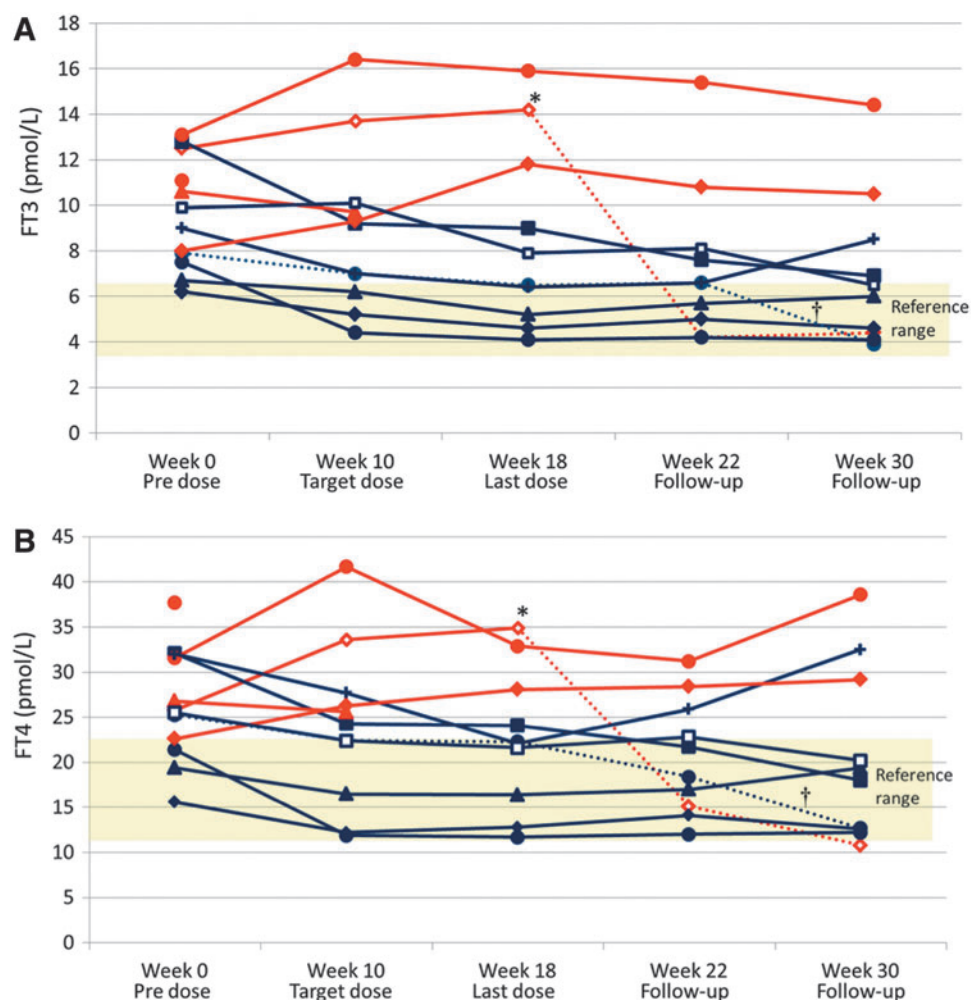 A
FT3 (pmol/L)
18
16
14
12
10
8
6
4
2
0
*
†
Reference
range
Week 0
Pre dose
Week 10
Target dose
Week 18
Last dose
Week 22
Follow-up
Week 30
Follow-up
B
FT4 (pmol/L)
45
40
35
30
25
20
15
10
5
0
*
†
Reference
range
Week 0
Pre dose
Week 10
Target dose
Week 18
Last dose
Week 22
Follow-up
Week 30
Follow-up